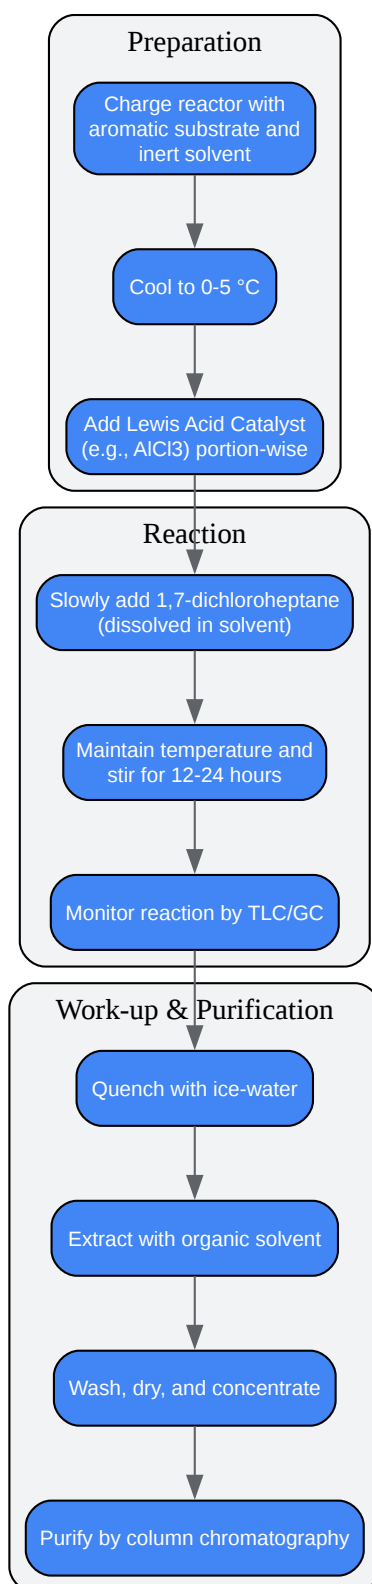 Preparation
Charge reactor with
aromatic substrate and
inert solvent
Cool to 0-5 °C
Add Lewis Acid Catalyst
(e.g., AlCl3) portion-wise
Reaction
Slowly add 1,7-dichloroheptane
(dissolved in solvent)
Maintain temperature and
stir for 12-24 hours
Monitor reaction by TLC/GC
Work-up & Purification
Quench with ice-water
Extract with organic solvent
Wash, dry, and concentrate
Purify by column chromatography